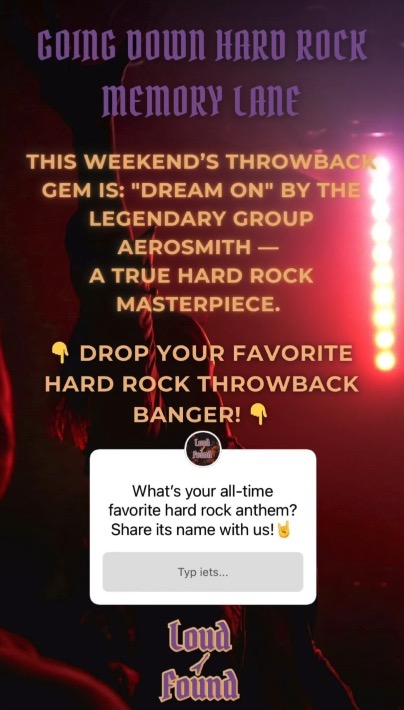 GOING DOWN HARD ROCK
MEMORY LANE
THIS WEEKEND’S THROWBACK
GEM IS: "DREAM ON" BY THE
LEGENDARY GROUP
AEROSMITH —
A TRUE HARD ROCK
MASTERPIECE.
👇 DROP YOUR FAVORITE
HARD ROCK THROWBACK
BANGER! 👇
Loud
Found
What's your all-time
favorite hard rock anthem?
Share its name with us!🤘
Typ iets...
Loud
Found